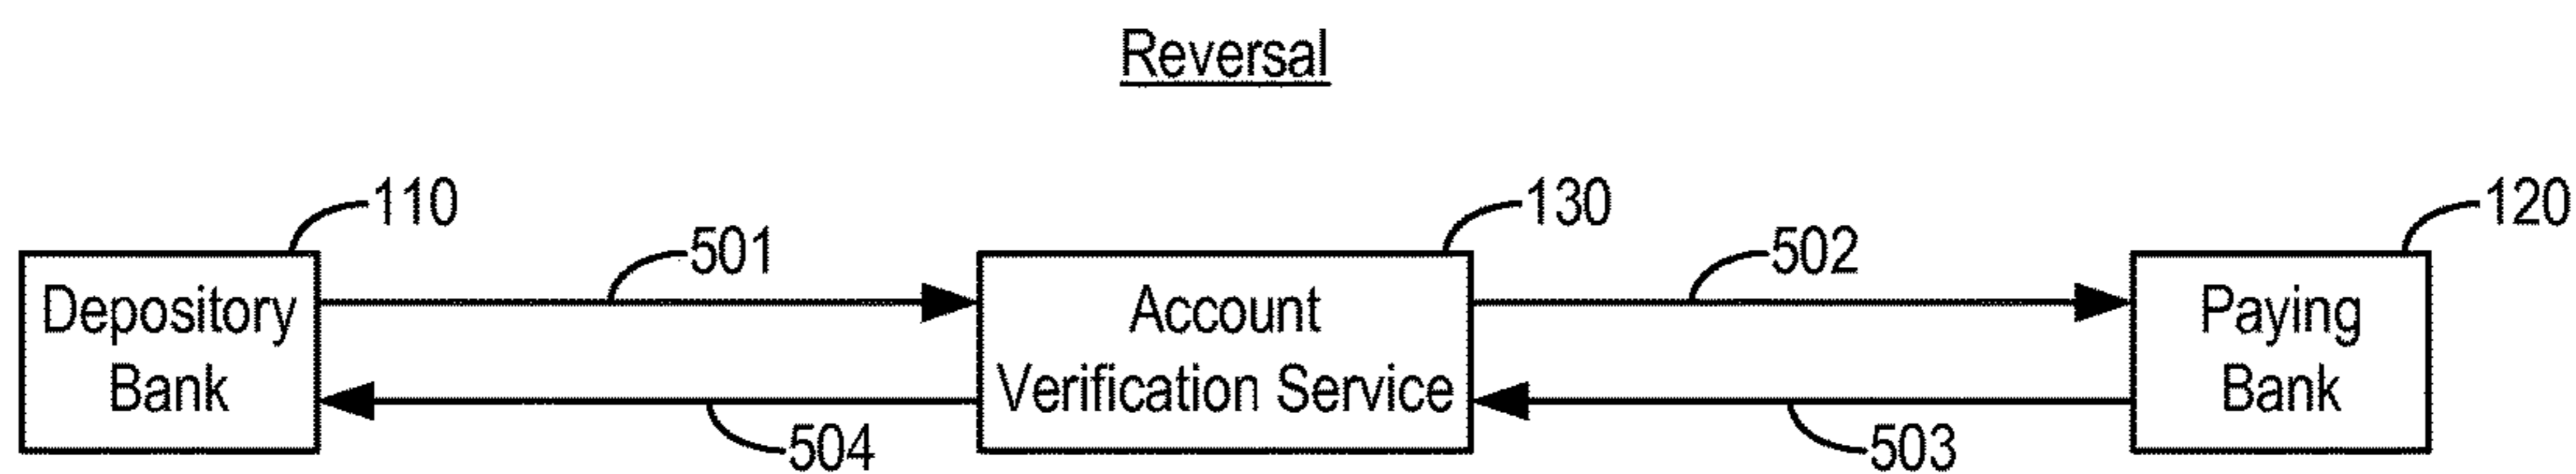 Reversal
110
130
120
501
502
Depository
Bank
Account
Verification Service
Paying
Bank
504
503